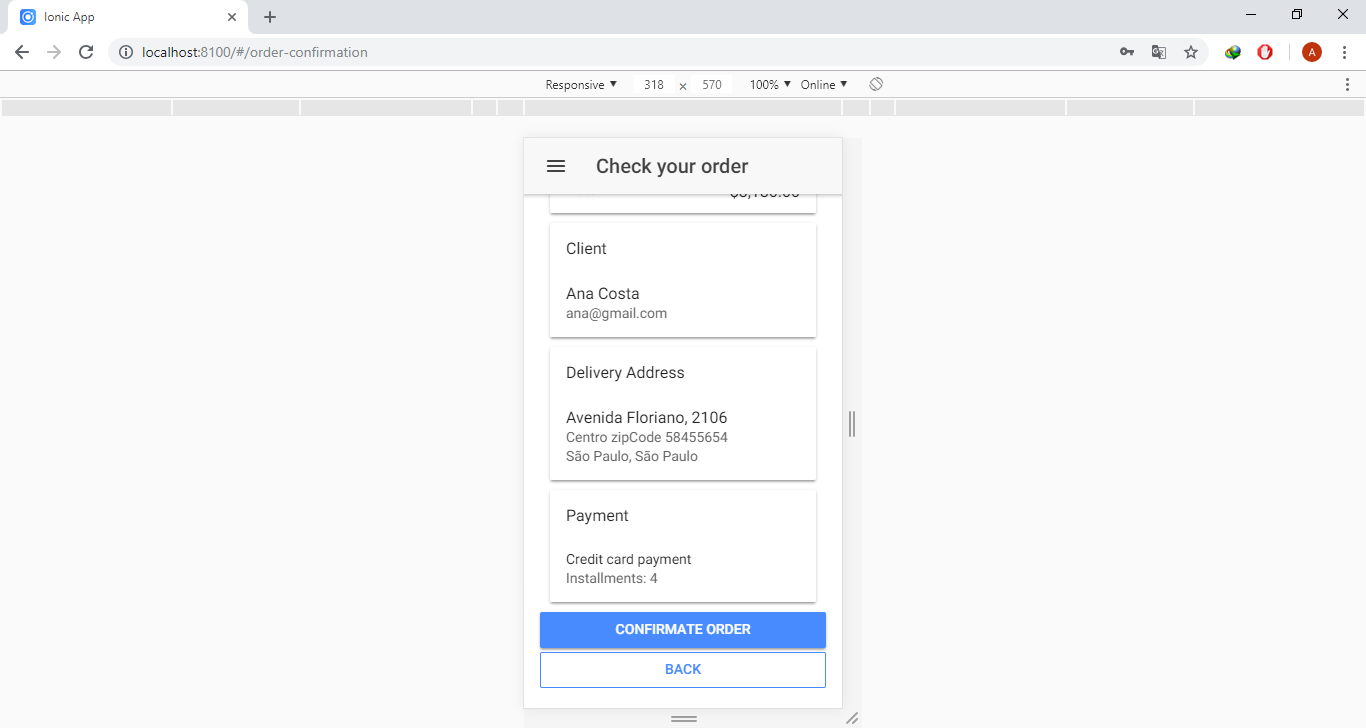 Ionic App
localhost:8100/#/order-confirmation
A
Responsive 318 × 570 100% Online
Check your order
Client
Ana Costa
ana@gmail.com
Delivery Address
Avenida Floriano, 2106
Centro zipCode 58455654
São Paulo, São Paulo
Payment
Credit card payment
Installments: 4
CONFIRMATE ORDER
BACK